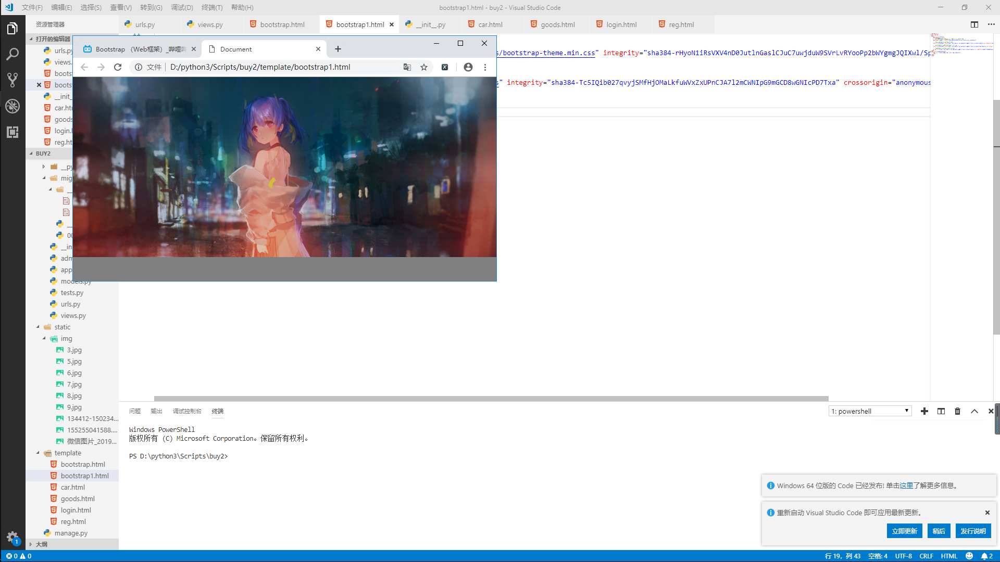 文件(F) 编辑(E) 选择(S) 查看(V) 转到(G) 调试(D) 终端(T) 帮助(H)
bootstrap1.html - buy2 - Visual Studio Code
资源管理器
urls.py views.py bootstrap.html bootstrap1.html __init__.py car.html goods.html login.html reg.html
打开的编辑器
urls.py
views.
boots
boots
__init_
car.htm
goods
login.
reg.ht
BUY2
__py
mig
__
__
00
__in
adm
app
models.py
tests.py
urls.py
views.py
static
img
3.jpg
5.jpg
6.jpg
7.jpg
8.jpg
9.jpg
134412-150234...
155255041588....
微信图片_2019...
template
bootstrap.html
bootstrap1.html
car.html
goods.html
login.html
reg.html
manage.py
大纲
Bootstrap （Web框架）_哔哩哔
Document
文件 D:/python3/Scripts/buy2/template/bootstrap1.html
s/bootstrap-theme.min.css" integrity="sha384-rHyoN1iRsVXV4nD0JutlnGaslCJuC7uwjduW9SVrLvRYooPp2bWYgmgJQIXwl/Sp
s" integrity="sha384-Tc5IQib027qvyjSMfHjOMaLkfuWVxZxUPnCJA7l2mCWNIpG9mGCD8wGNIcPD7Txa" crossorigin="anonymous
问题 输出 调试控制台 终端
1: powershell
Windows PowerShell
版权所有 (C) Microsoft Corporation。保留所有权利。
PS D:\python3\Scripts\buy2>
Windows 64 位版的 Code 已经发布! 单击这里了解更多信息。
重新启动 Visual Studio Code 即可应用最新更新。
立即更新 稍后 发行说明
1
0 0
行 19，列 43 空格: 4 UTF-8 CRLF HTML 2